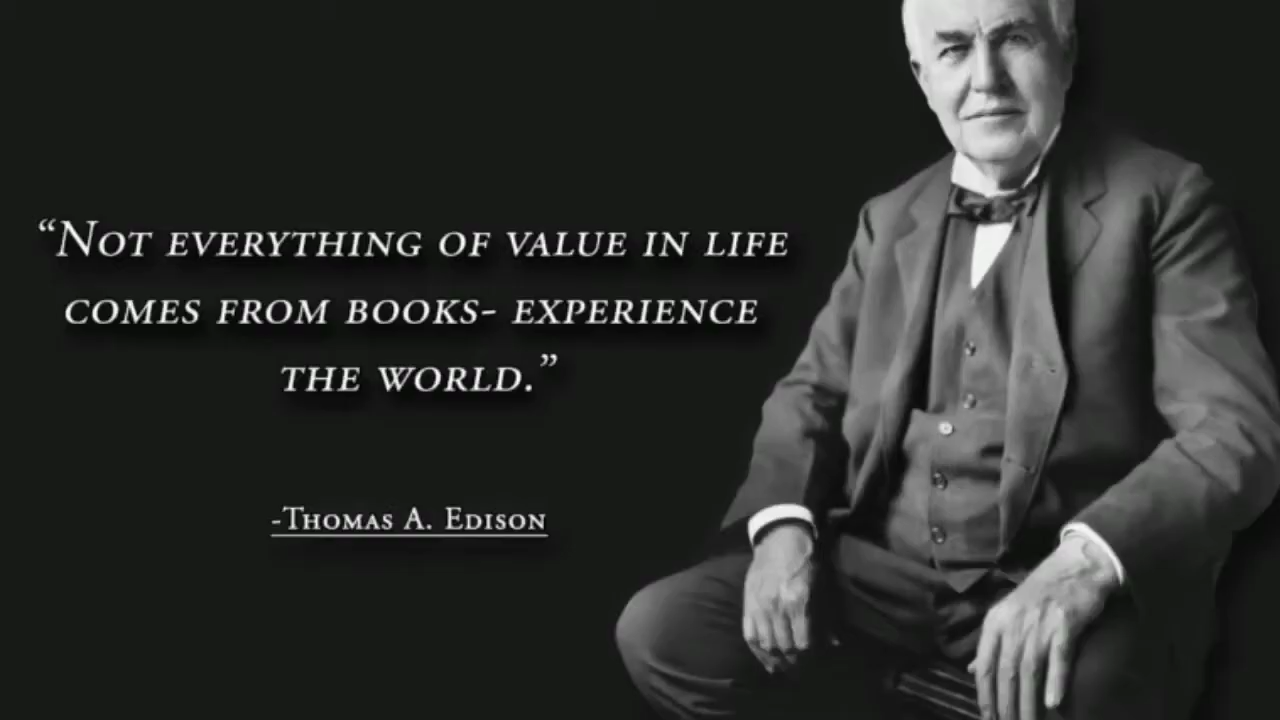 “Not everything of value in life
comes from books- experience
the world.”
-Thomas A. Edison